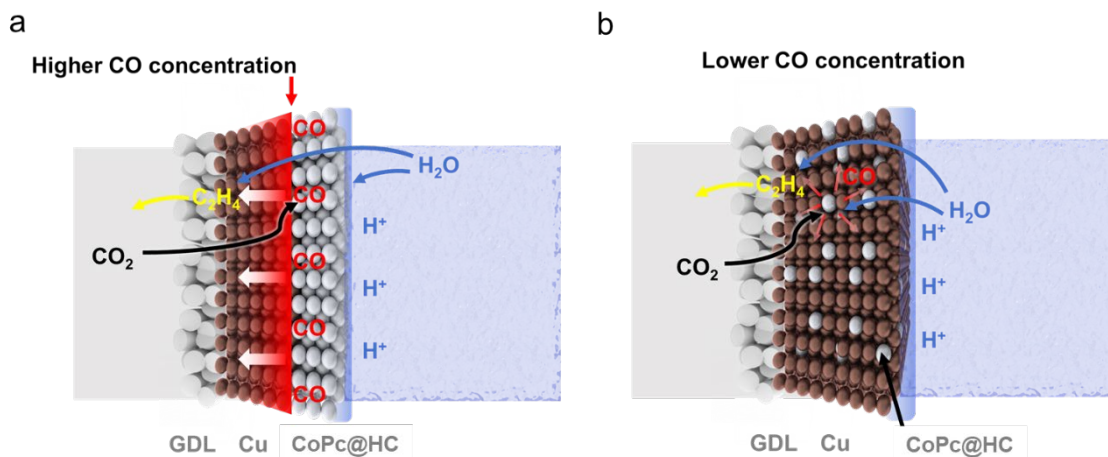 a
Higher CO concentration
CO
CO
H₂O
C₂H₄
H⁺
CO₂
CO
H⁺
CO
H⁺
CO
GDL Cu CoPc@HC
b
Lower CO concentration
CO
C₂H₄
H₂O
H⁺
CO₂
H⁺
H⁺
GDL Cu CoPc@HC